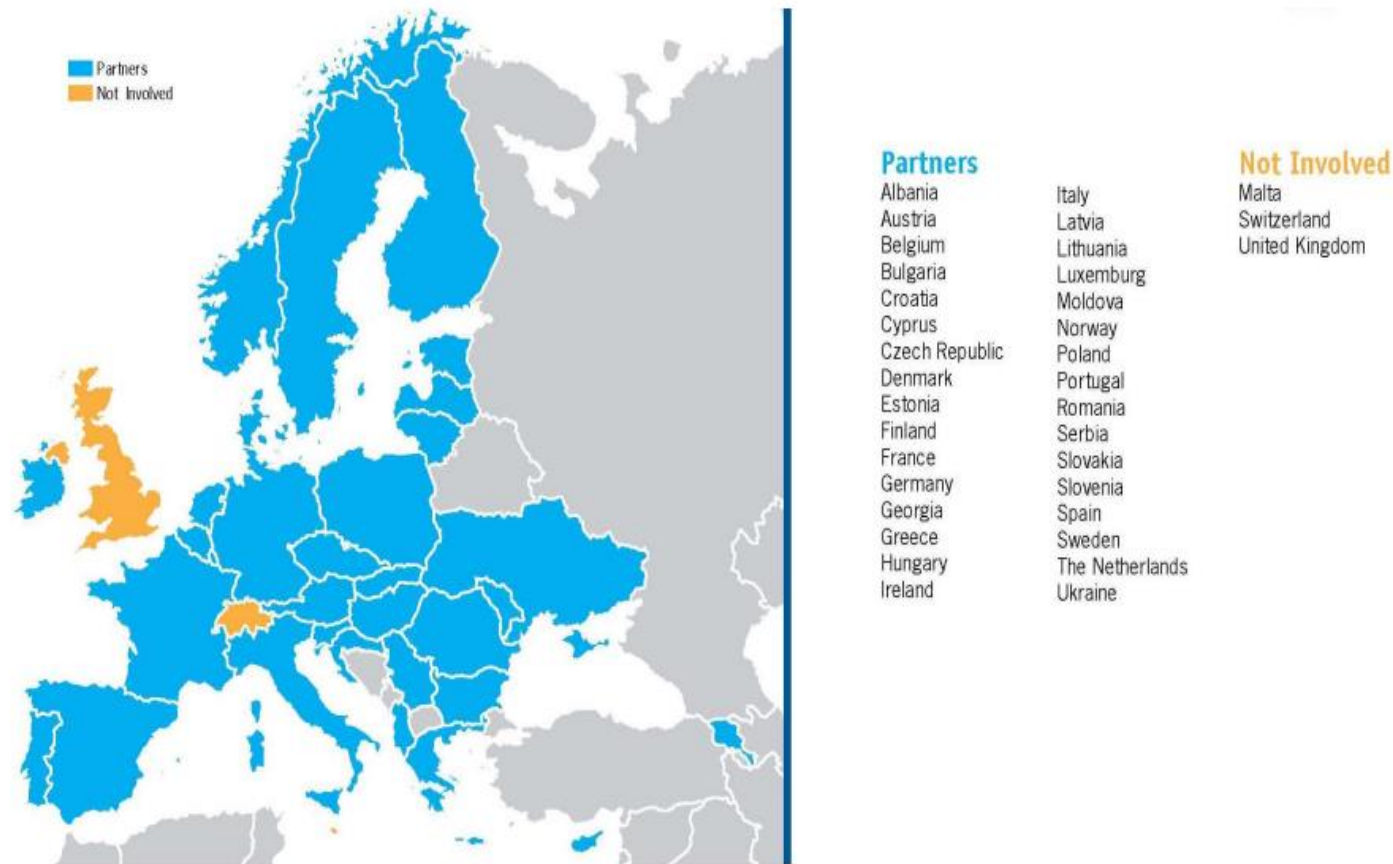 Partners
Not Involved
Partners
Albania
Austria
Belgium
Bulgaria
Croatia
Cyprus
Czech Republic
Denmark
Estonia
Finland
France
Germany
Georgia
Greece
Hungary
Ireland
Italy
Latvia
Lithuania
Luxemburg
Moldova
Norway
Poland
Portugal
Romania
Serbia
Slovakia
Slovenia
Spain
Sweden
The Netherlands
Ukraine
Not Involved
Malta
Switzerland
United Kingdom